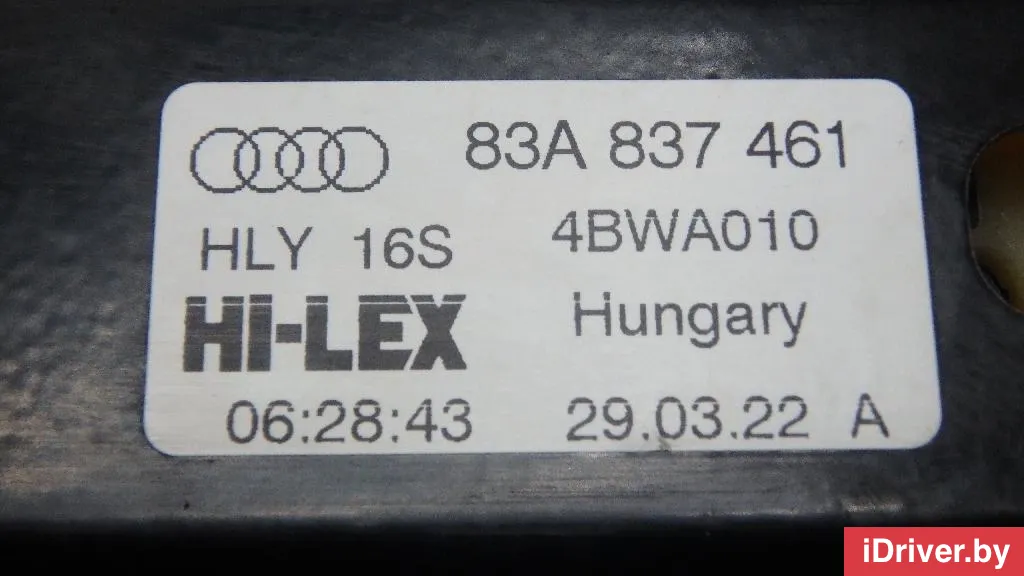 83A 837 461
HLY 16S 4BWA010
HI-LEX Hungary
06:28:43 29.03.22 A
iDriver.by